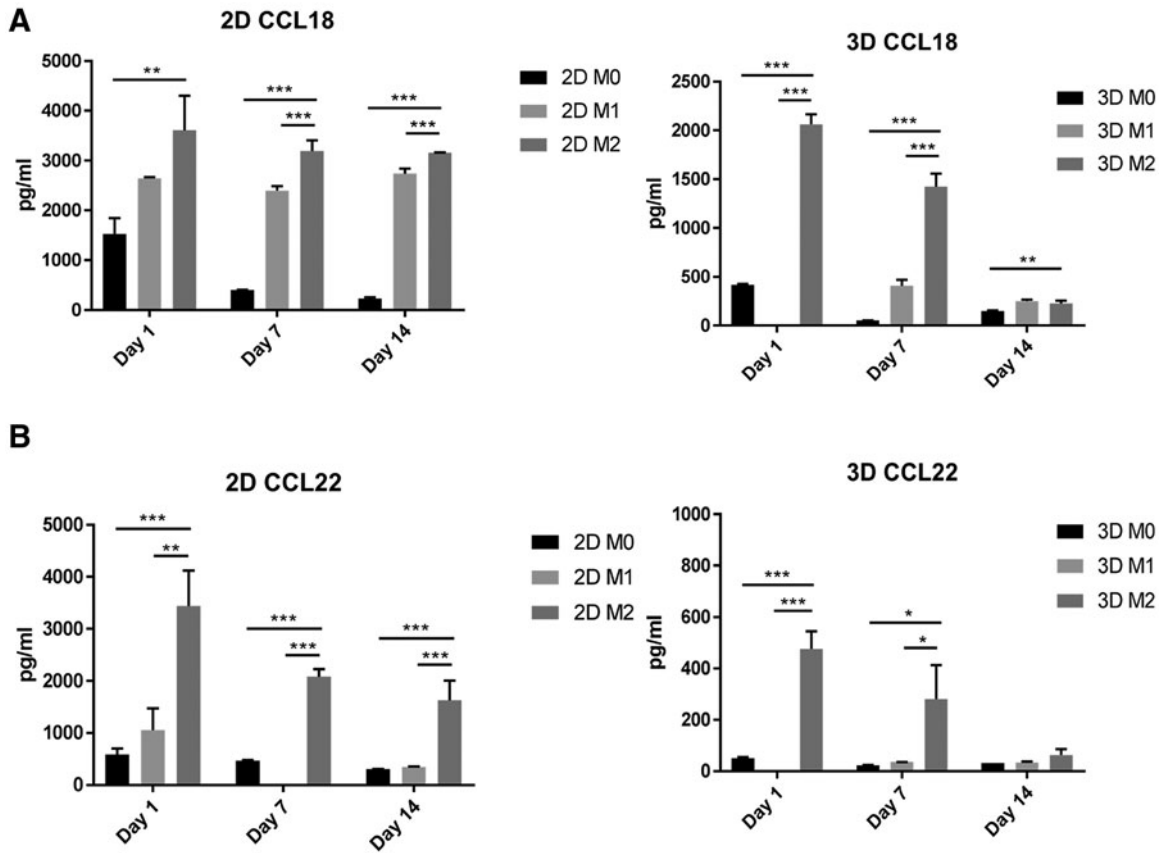 A
2D CCL18
pg/ml
5000
4000
3000
2000
1000
0
**
***
***
***
***
Day 1
Day 7
Day 14
2D M0
2D M1
2D M2
3D CCL18
pg/ml
2500
2000
1500
1000
500
0
***
***
***
***
**
Day 1
Day 7
Day 14
3D M0
3D M1
3D M2
B
2D CCL22
pg/ml
5000
4000
3000
2000
1000
0
***
**
***
***
***
***
Day 1
Day 7
Day 14
2D M0
2D M1
2D M2
3D CCL22
pg/ml
1000
800
600
400
200
0
***
***
*
*
Day 1
Day 7
Day 14
3D M0
3D M1
3D M2